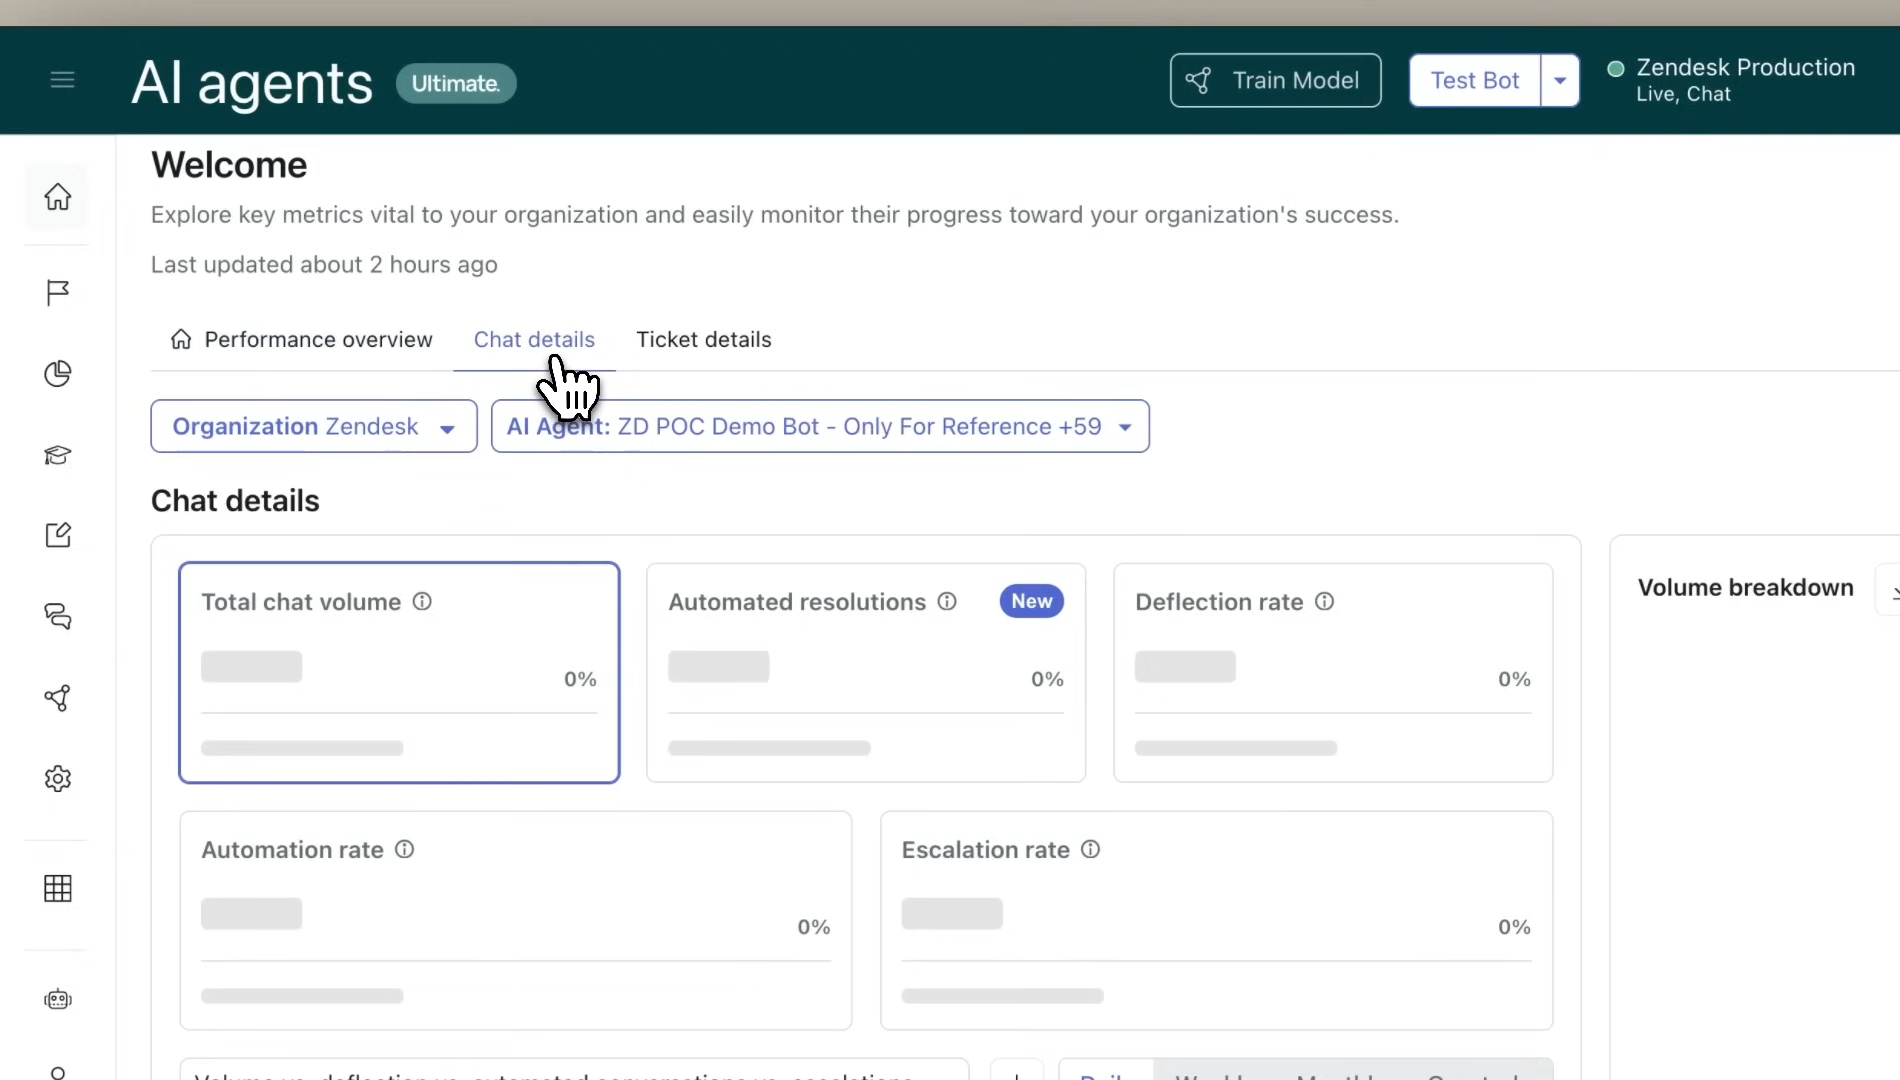 AI agents
Ultimate.
Train Model
Test Bot
Zendesk Production
Live, Chat
Welcome
Explore key metrics vital to your organization and easily monitor their progress toward your organization's success.
Last updated about 2 hours ago
Performance overview
Chat details
Ticket details
Organization Zendesk
AI Agent: ZD POC Demo Bot - Only For Reference +59
Chat details
Total chat volume
0%
Automated resolutions
New
0%
Deflection rate
0%
Volume breakdown
Automation rate
0%
Escalation rate
0%
Volume vs. deflection vs. automated conversations vs. escalations
Daily
Weekly
Monthly